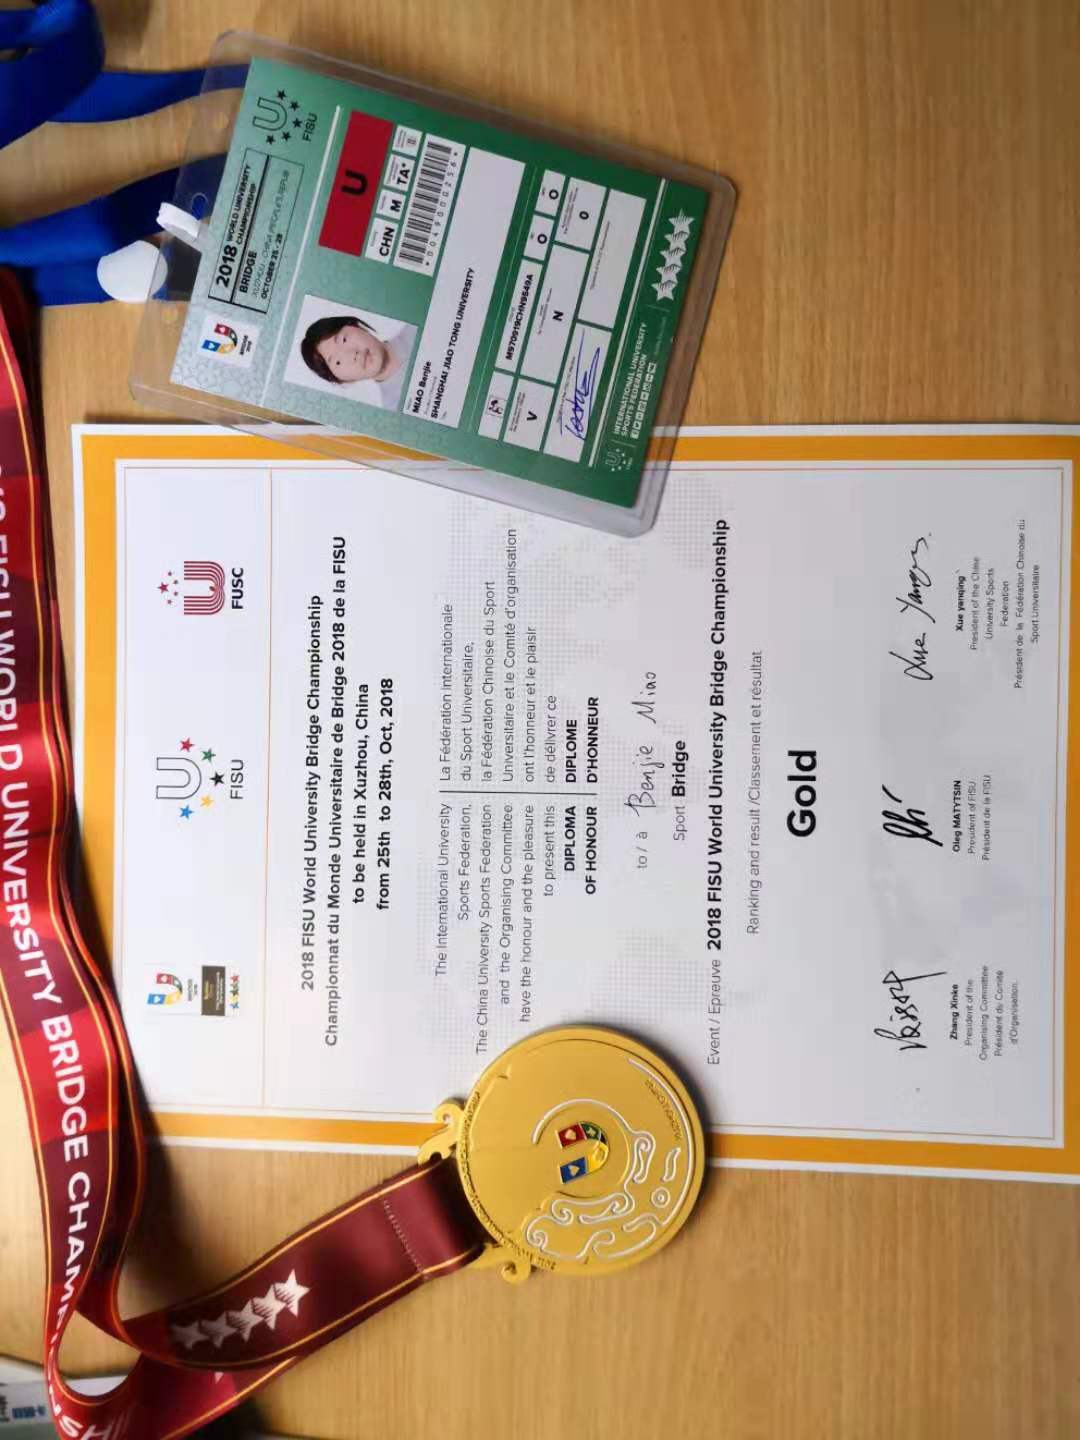 2018 WORLD UNIVERSITY
CHAMPIONSHIP
BRIDGE
XUZHOU, CHINA PEOPLE'S REPUB
OCTOBER 25 - 28
FISU
U
CHN M TA*
*0049000256*
MIAO Benjie
SHANGHAI JIAO TONG UNIVERSITY
M970919CHN9549A O O
V N O
INTERNATIONAL UNIVERSITY
SPORTS FEDERATION
FISU
FUSC
2018 FISU World University Bridge Championship
Championnat du Monde Universitaire de Bridge 2018 de la FISU
to be held in Xuzhou, China
from 25th to 28th, Oct, 2018
The International University
Sports Federation,
The China University Sports Federation
and the Organising Committee
have the honour and the pleasure
to present this
DIPLOMA
OF HONOUR
La Fédération internationale
du Sport Universitaire,
la Fédération Chinoise du Sport
Universitaire et le Comité d'organisation
ont l'honneur et le plaisir
de délivrer ce
DIPLOME
D'HONNEUR
to / à Benjie Miao
Sport Bridge
Event / Epreuve 2018 FISU World University Bridge Championship
Ranking and result /Classement et résultat
Gold
Zhang Xinke
President of the
Organising Committee
Président du Comité
d'Organisation.
Oleg MATYTSIN
President of FISU
Président de la FISU
Xue yanqing
President of the China
University Sports
Federation
Président de la Fédération Chinoise du
Sport Universitaire
FISU WORLD UNIVERSITY BRIDGE CHAMP